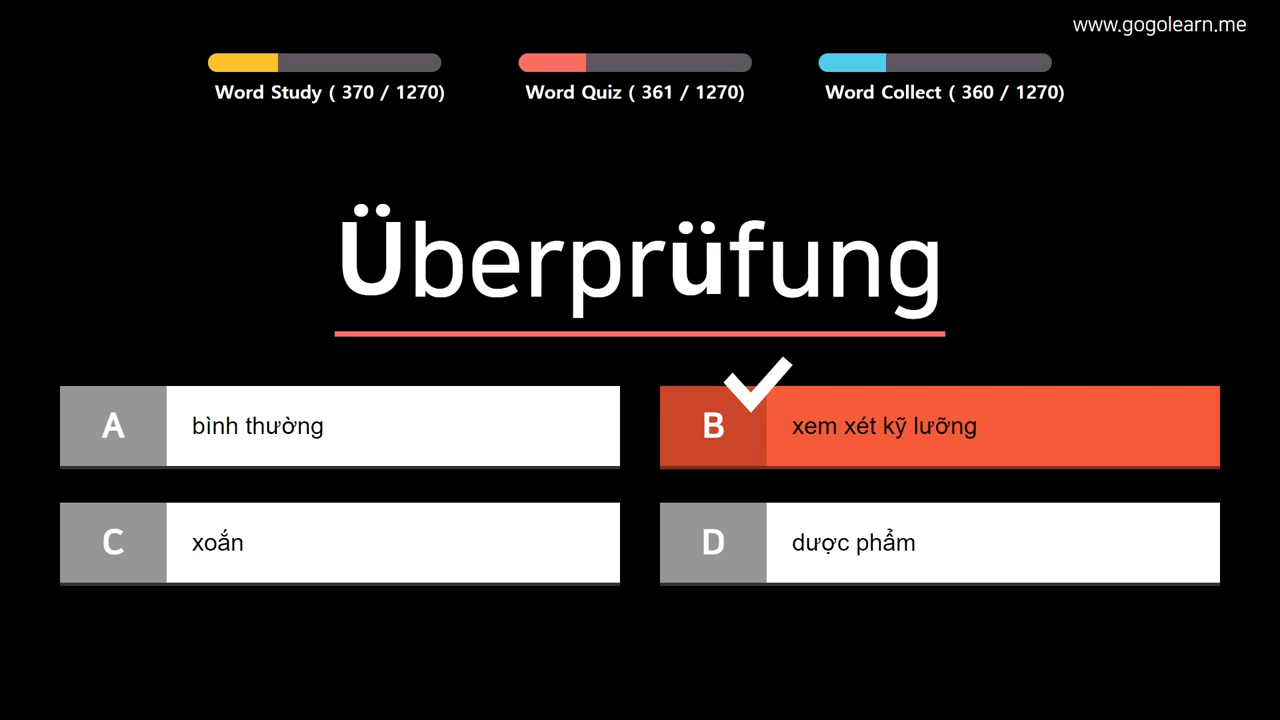 www.gogolearn.me
Word Study ( 370 / 1270)
Word Quiz ( 361 / 1270)
Word Collect ( 360 / 1270)
Überprüfung
A bình thường
B xem xét kỹ lưỡng
C xoắn
D dược phẩm